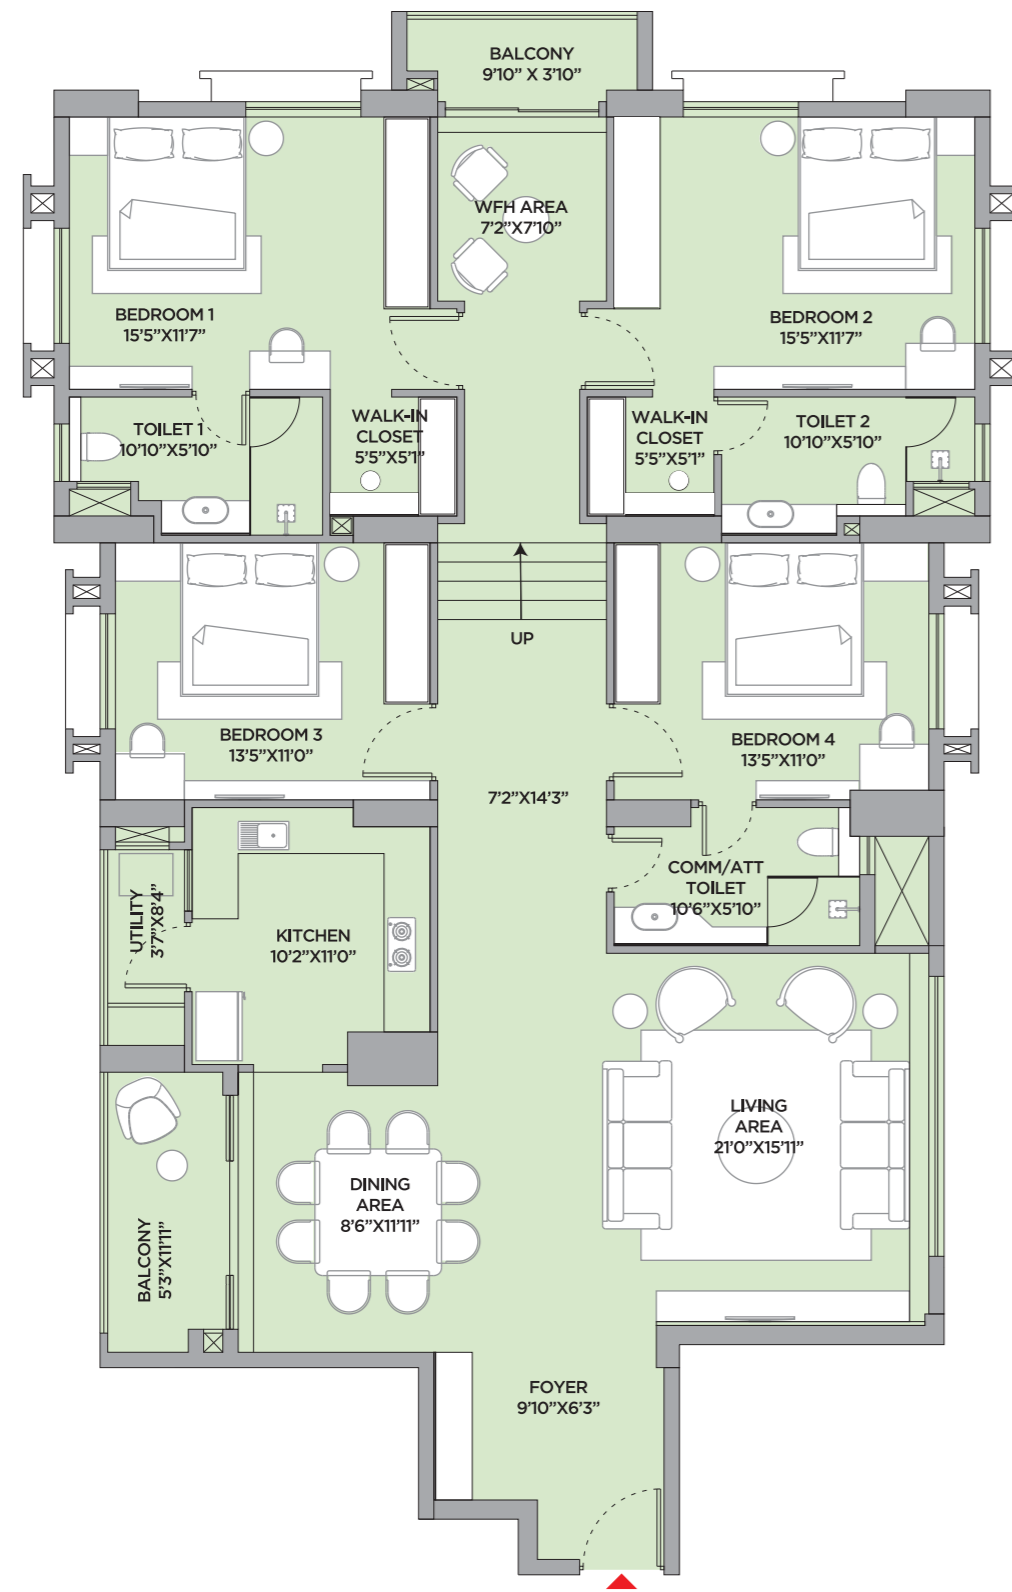 BALCONY
9'10" X 3'10"
WFH AREA
7'2"X7'10"
BEDROOM 1
15'5"X11'7"
BEDROOM 2
15'5"X11'7"
TOILET 1
10'10"X5'10"
WALK-IN
CLOSET
5'5"X5'1"
WALK-IN
CLOSET
5'5"X5'1"
TOILET 2
10'10"X5'10"
UP
BEDROOM 3
13'5"X11'0"
BEDROOM 4
13'5"X11'0"
7'2"X14'3"
COMM/ATT
TOILET
10'6"X5'10"
UTILITY
3'7"X8'4"
KITCHEN
10'2"X11'0"
LIVING
AREA
21'0"X15'11"
DINING
AREA
8'6"X11'11"
BALCONY
5'3"X11'11"
FOYER
9'10"X6'3"